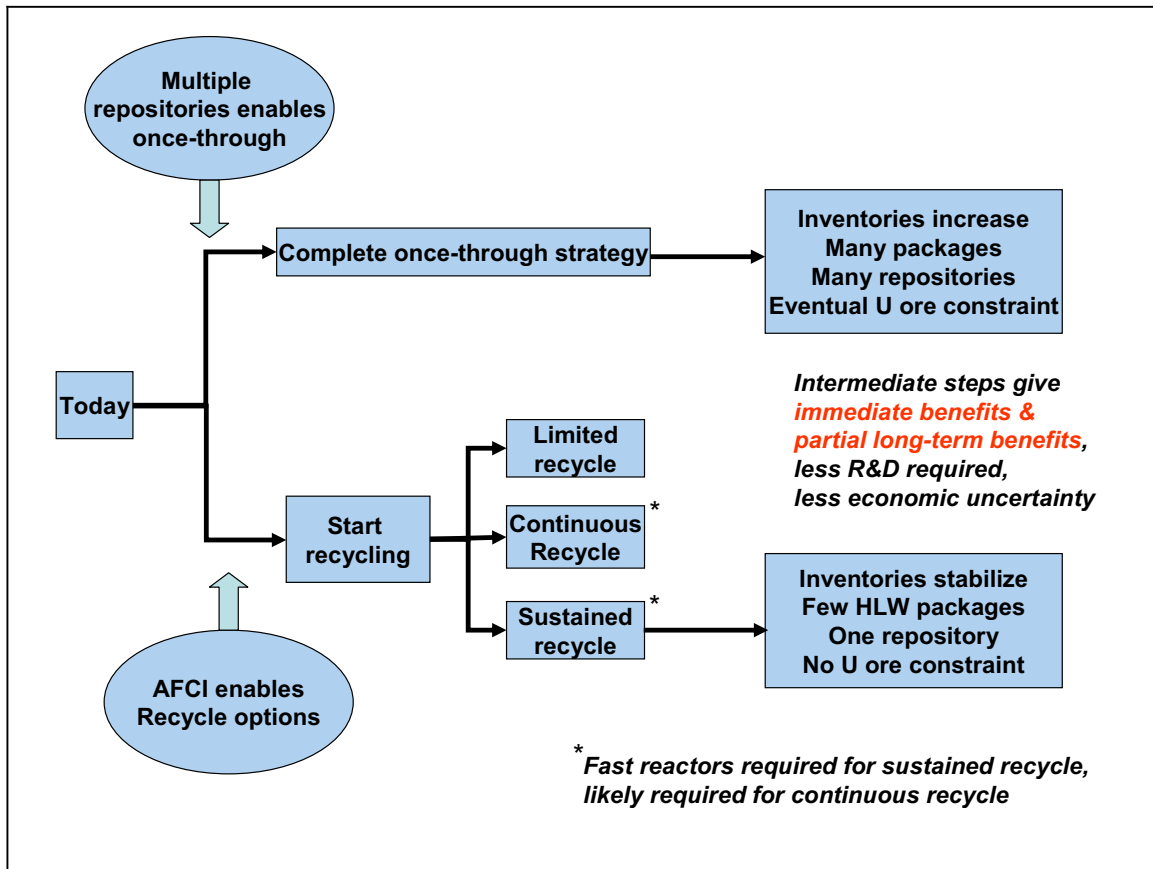 Multiple
repositories enables
once-through
Complete once-through strategy
Inventories increase
Many packages
Many repositories
Eventual U ore constraint
Today
Intermediate steps give
immediate benefits &
partial long-term benefits,
less R&D required,
less economic uncertainty
Start
recycling
Limited
recycle
Continuous *
Recycle
Sustained *
recycle
Inventories stabilize
Few HLW packages
One repository
No U ore constraint
AFCI enables
Recycle options
*Fast reactors required for sustained recycle,
likely required for continuous recycle